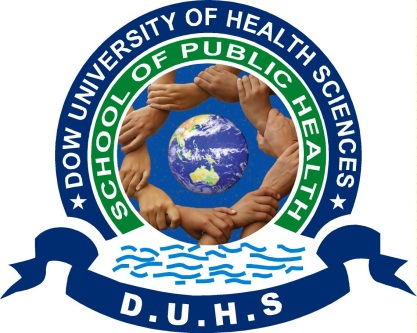 DOW UNIVERSITY OF HEALTH SCIENCES
SCHOOL OF PUBLIC HEALTH
D.U.H.S